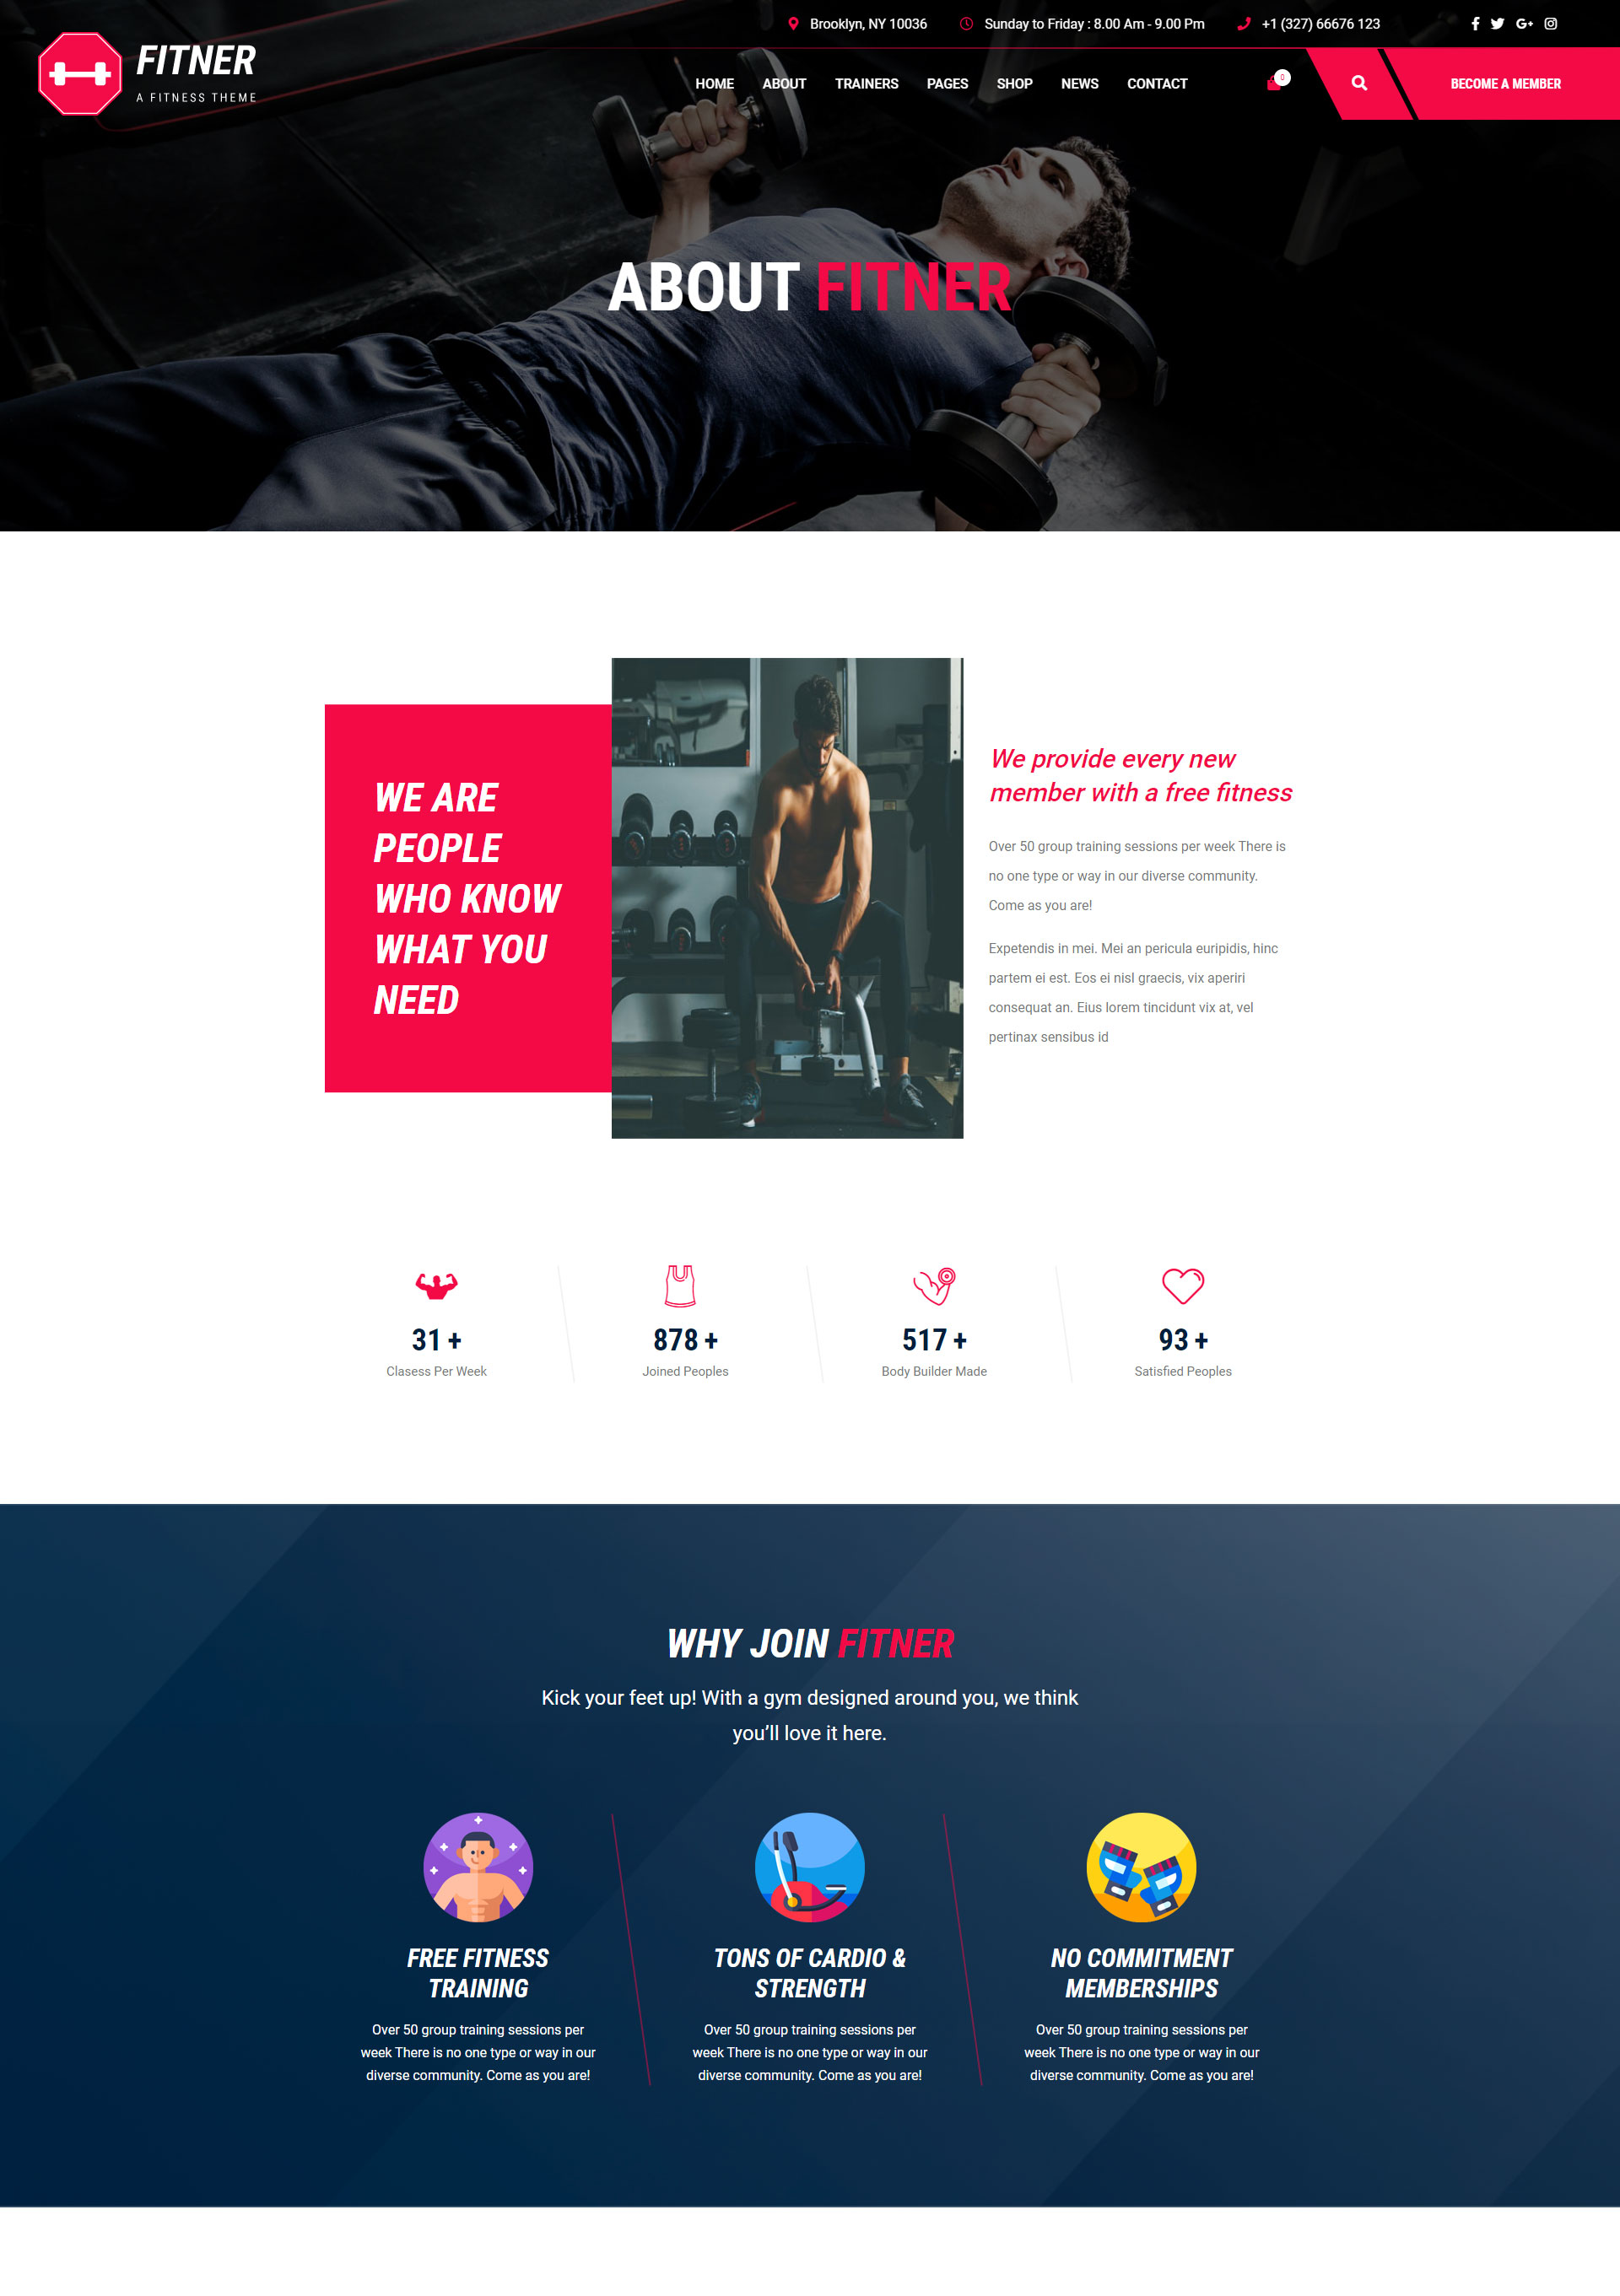 Brooklyn, NY 10036
Sunday to Friday : 8.00 Am - 9.00 Pm
+1 (327) 66676 123
FITNER
A FITNESS THEME
HOME ABOUT TRAINERS PAGES SHOP NEWS CONTACT
0
BECOME A MEMBER
ABOUT FITNER
WE ARE
PEOPLE
WHO KNOW
WHAT YOU
NEED
We provide every new
member with a free fitness
Over 50 group training sessions per week There is
no one type or way in our diverse community.
Come as you are!
Expetendis in mei. Mei an pericula euripidis, hinc
partem ei est. Eos ei nisl graecis, vix aperiri
consequat an. Eius lorem tincidunt vix at, vel
pertinax sensibus id
31 +
Clasess Per Week
878 +
Joined Peoples
517 +
Body Builder Made
93 +
Satisfied Peoples
WHY JOIN FITNER
Kick your feet up! With a gym designed around you, we think
you’ll love it here.
FREE FITNESS
TRAINING
Over 50 group training sessions per
week There is no one type or way in our
diverse community. Come as you are!
TONS OF CARDIO &
STRENGTH
Over 50 group training sessions per
week There is no one type or way in our
diverse community. Come as you are!
NO COMMITMENT
MEMBERSHIPS
Over 50 group training sessions per
week There is no one type or way in our
diverse community. Come as you are!